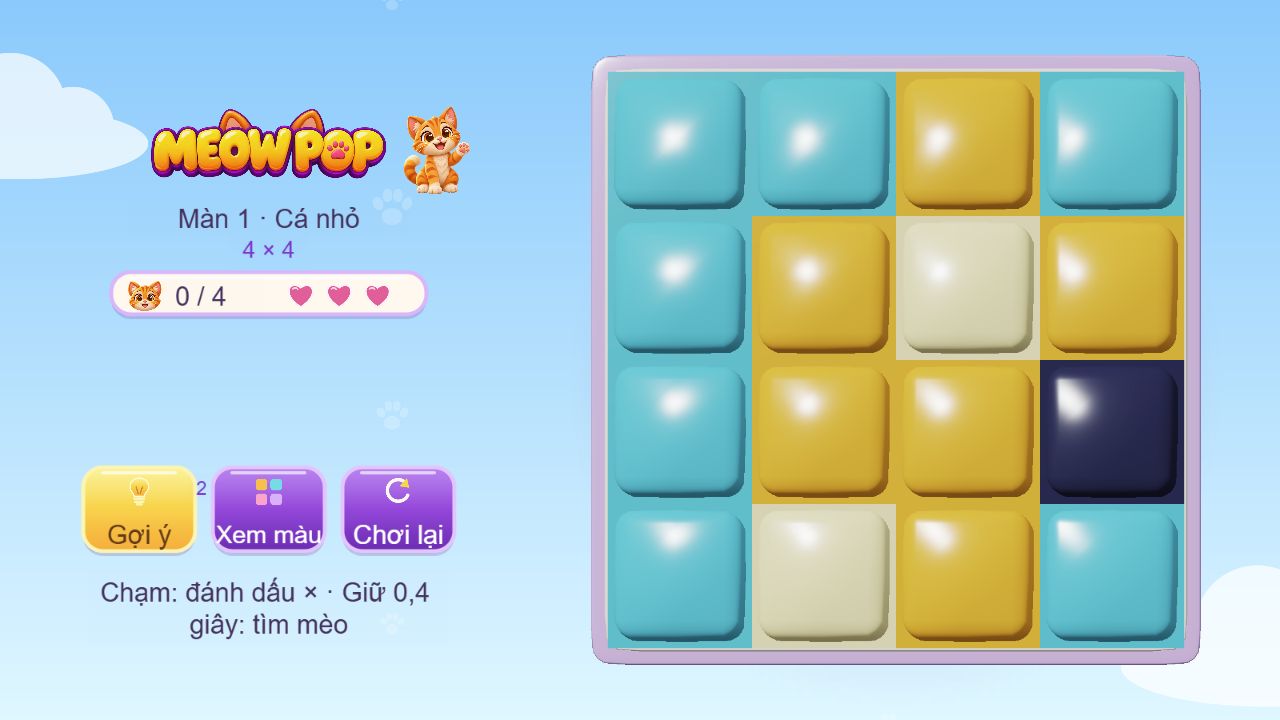 MEOW POP
Màn 1 · Cá nhỏ
4 × 4
0 / 4
2
Gợi ý
Xem màu
Chơi lại
Chạm: đánh dấu × · Giữ 0,4
giây: tìm mèo